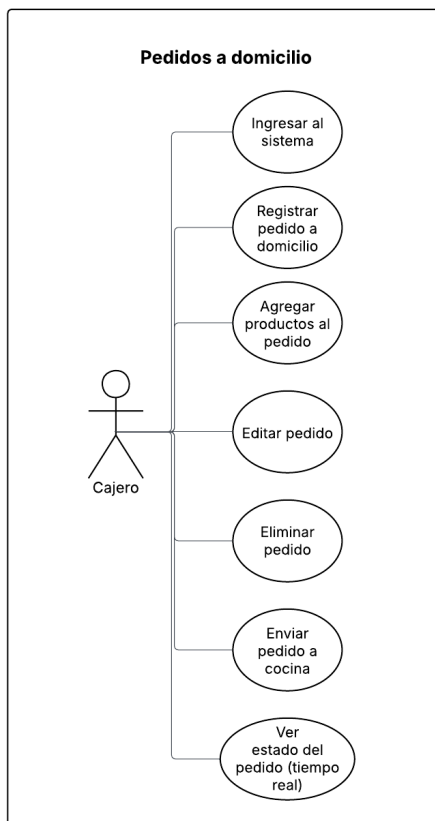 Pedidos a domicilio
Ingresar al
sistema
Registrar
pedido a
domicilio
Agregar
productos al
pedido
Editar pedido
Cajero
Eliminar
pedido
Enviar
pedido a
cocina
Ver
estado del
pedido (tiempo
real)